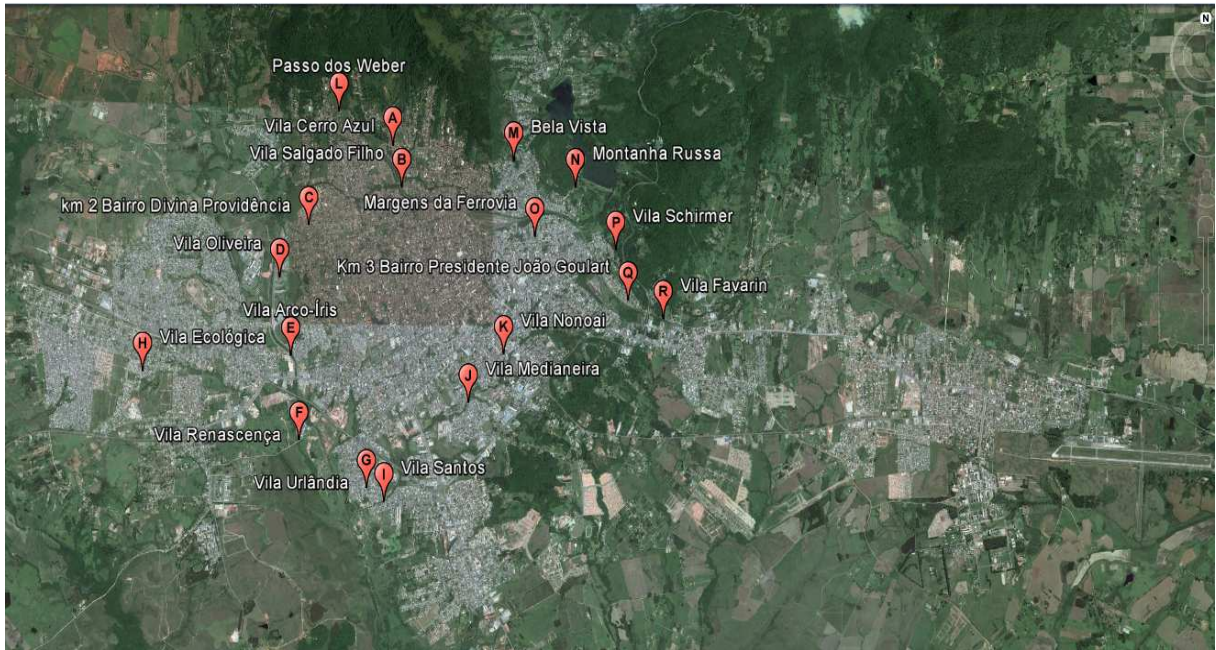 N
Passo dos Weber
L
A
Vila Cerro Azul
M
Bela Vista
Vila Salgado Filho
B
N
Montanha Russa
km 2 Bairro Divina Providência
C
Margens da Ferrovia
O
P
Vila Schirmer
Vila Oliveira
D
Km 3 Bairro Presidente João Goulart
Q
R
Vila Favarin
Vila Arco-Íris
E
K
Vila Nonoai
H
Vila Ecológica
J
Vila Medianeira
F
Vila Renascença
G
I
Vila Santos
Vila Urlândia